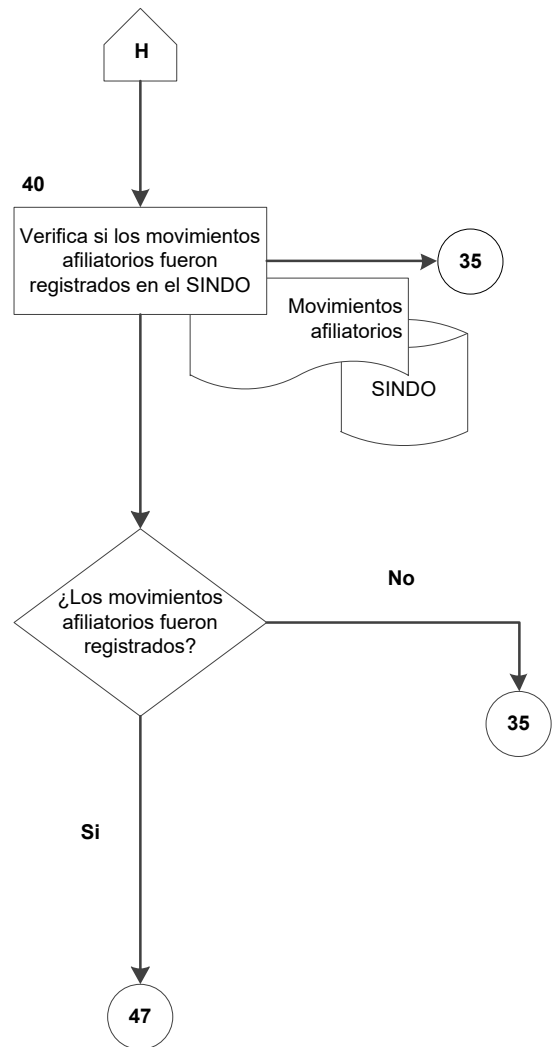 H
40
Verifica si los movimientos
afiliatorios fueron
registrados en el SINDO
35
Movimientos
afiliatorios
SINDO
¿Los movimientos
afiliatorios fueron
registrados?
No
35
Si
47